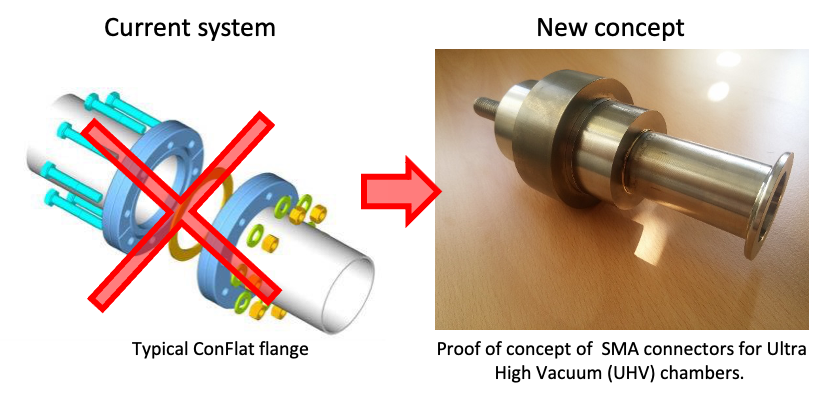 Current system
New concept
Typical ConFlat flange
Proof of concept of SMA connectors for Ultra
High Vacuum (UHV) chambers.